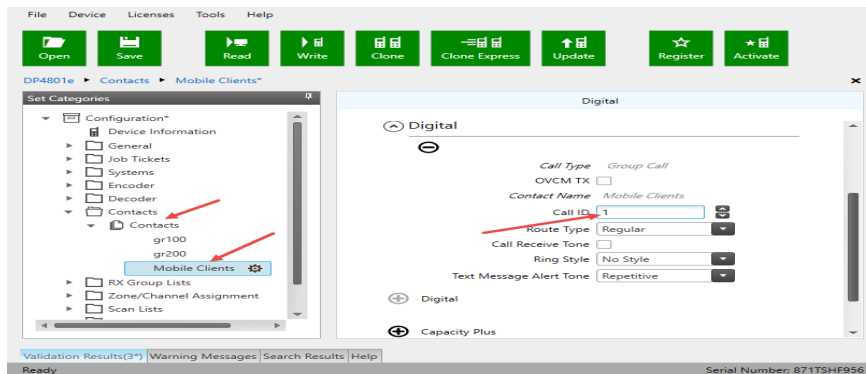 File Device Licenses Tools Help
Open Save Read Write Clone Clone Express Update Register Activate
DP4801e Contacts Mobile Clients*
Set Categories
Configuration*
Device Information
General
Job Tickets
Systems
Encoder
Decoder
Contacts
Contacts
gr100
gr200
Mobile Clients
RX Group Lists
Zone/Channel Assignment
Scan Lists
Digital
Digital
Call Type Group Call
OVCM TX
Contact Name Mobile Clients
Call ID 1
Route Type Regular
Call Receive Tone
Ring Style No Style
Text Message Alert Tone Repetitive
Digital
Capacity Plus
Validation Results(3*) Warning Messages Search Results Help
Ready Serial Number: 871TSHF956